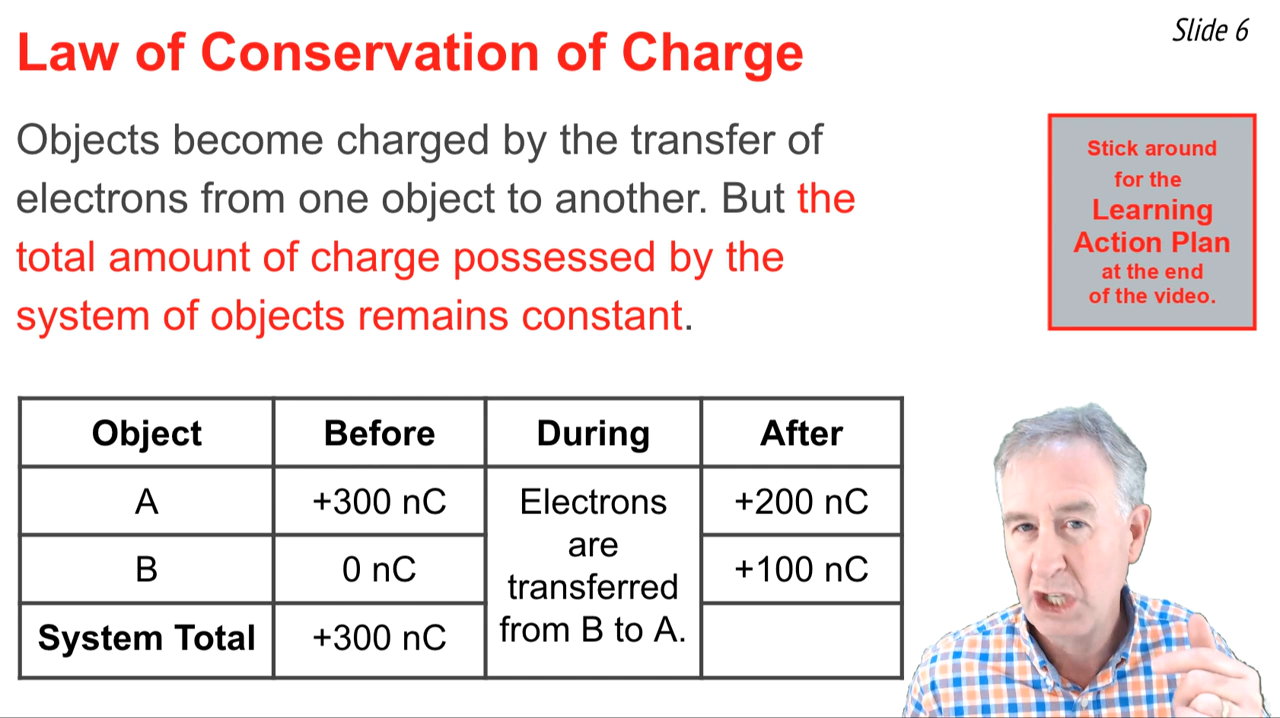 Slide 6
Law of Conservation of Charge
Objects become charged by the transfer of
electrons from one object to another. But the
total amount of charge possessed by the
system of objects remains constant.
Stick around
for the
Learning
Action Plan
at the end
of the video.
Object Before During After
A +300 nC Electrons are transferred from B to A. +200 nC
B 0 nC +100 nC
System Total +300 nC